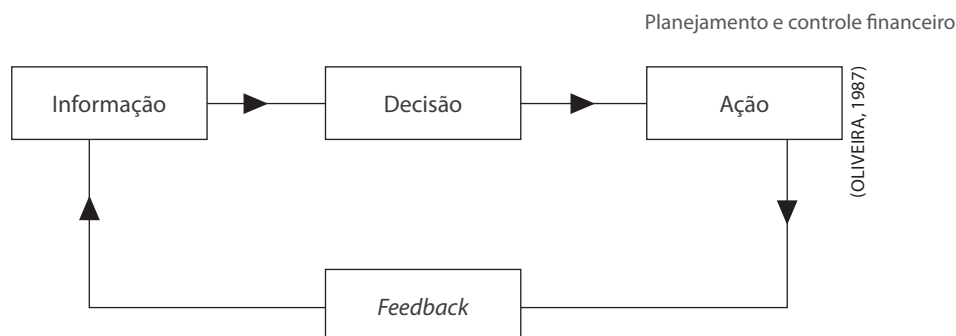 Planejamento e controle financeiro
Informação
Decisão
Ação
(OLIVEIRA, 1987)
Feedback